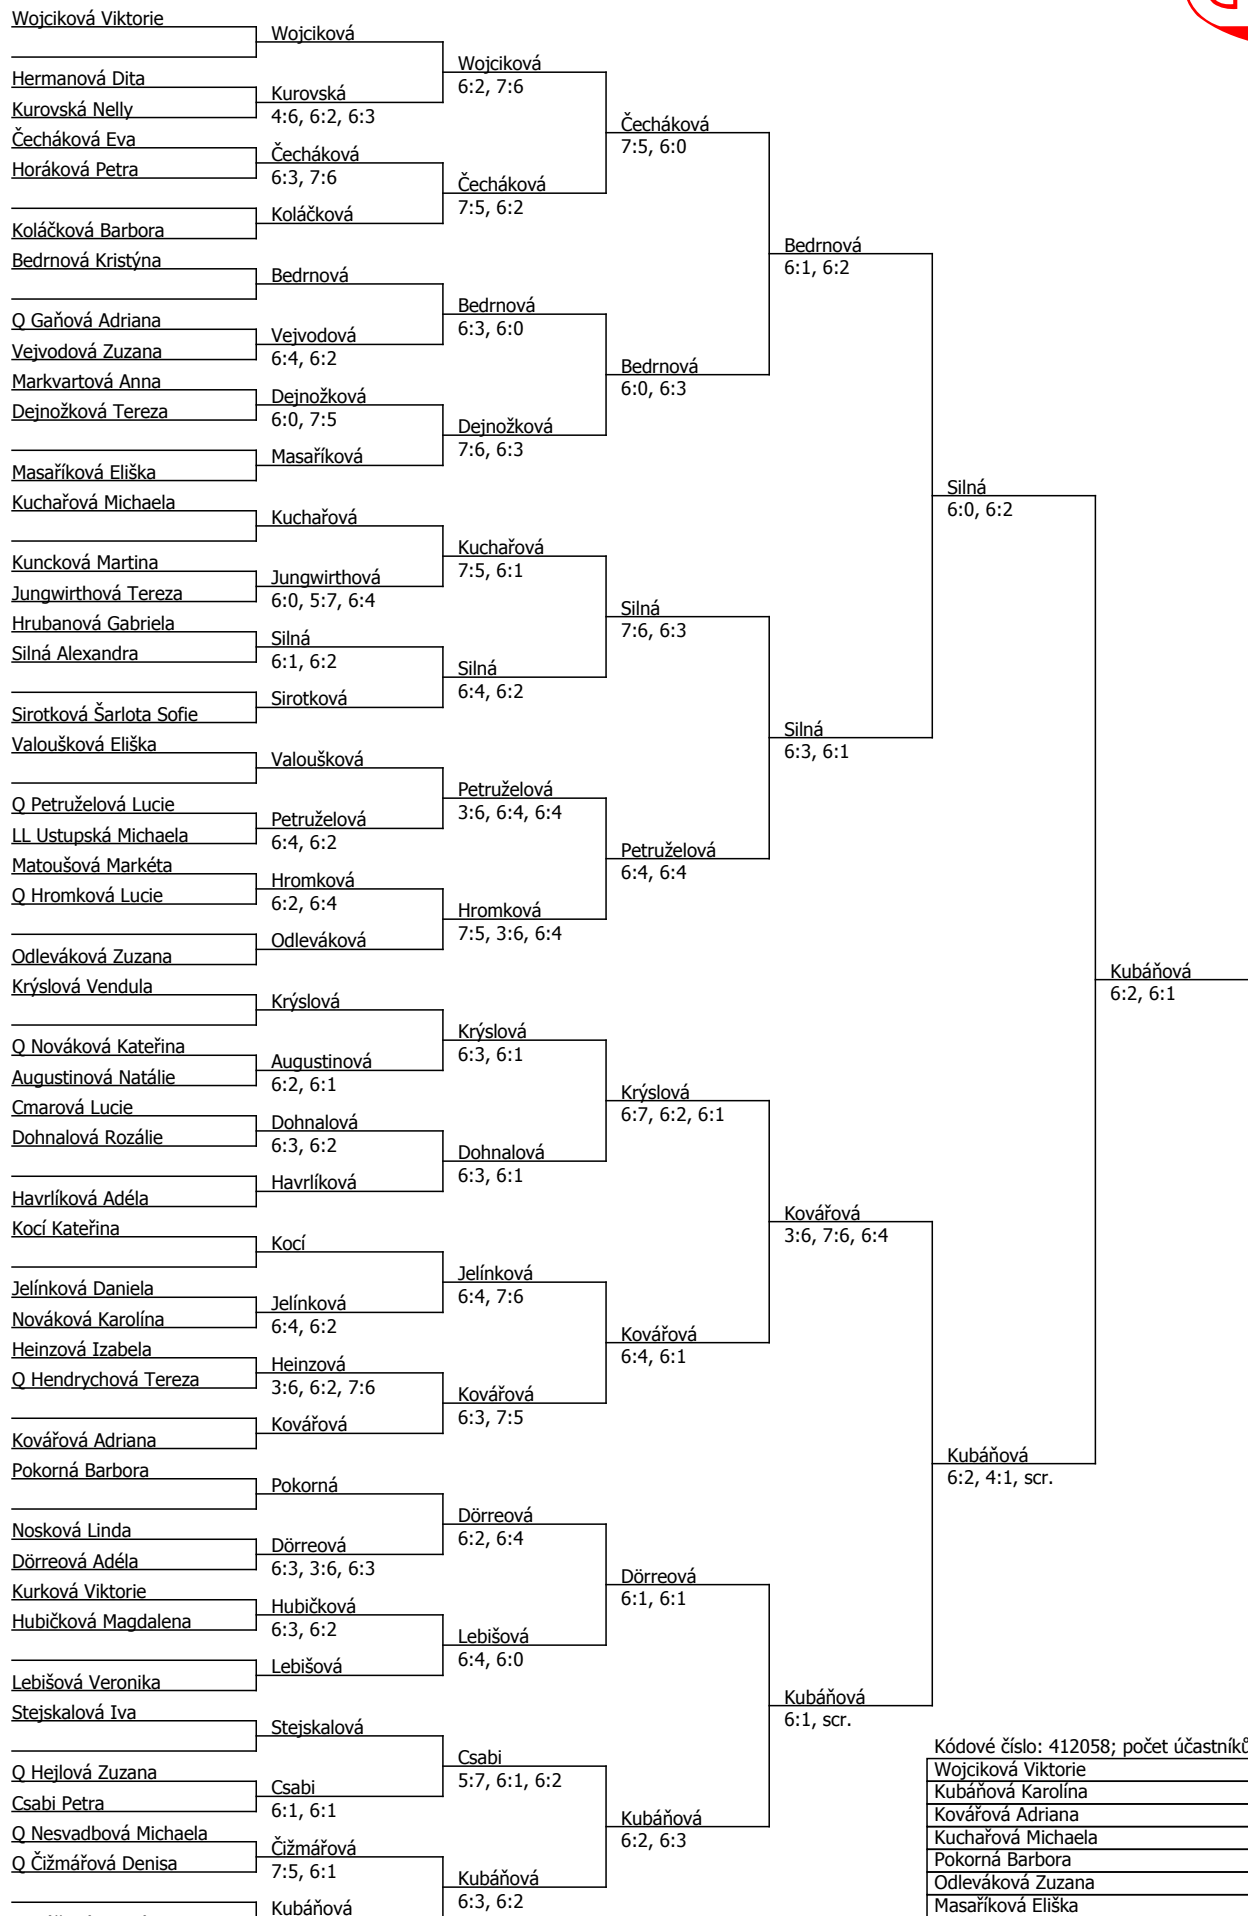 Wojciková Viktorie
Hermanová Dita
Kurovská Nelly
Čecháková Eva
Horáková Petra
Koláčková Barbora
Bedrnová Kristýna
Q Gaňová Adriana
Vejvodová Zuzana
Markvartová Anna
Dejnožková Tereza
Masaříková Eliška
Kuchařová Michaela
Kuncková Martina
Jungwirthová Tereza
Hrubanová Gabriela
Silná Alexandra
Sirotková Šarlota Sofie
Valoušková Eliška
Q Petruželová Lucie
LL Ustupská Michaela
Matoušová Markéta
Q Hromková Lucie
Odleváková Zuzana
Krýslová Vendula
Q Nováková Kateřina
Augustinová Natálie
Cmarová Lucie
Dohnalová Rozálie
Havrlíková Adéla
Kocí Kateřina
Jelínková Daniela
Nováková Karolína
Heinzová Izabela
Q Hendrychová Tereza
Kovářová Adriana
Pokorná Barbora
Nosková Linda
Dörreová Adéla
Kurková Viktorie
Hubičková Magdalena
Lebišová Veronika
Stejskalová Iva
Q Hejlová Zuzana
Csabi Petra
Q Nesvadbová Michaela
Q Čižmářová Denisa
Wojciková
Kurovská
4:6, 6:2, 6:3
Čecháková
6:3, 7:6
Koláčková
Bedrnová
Vejvodová
6:4, 6:2
Dejnožková
6:0, 7:5
Masaříková
Kuchařová
Jungwirthová
6:0, 5:7, 6:4
Silná
6:1, 6:2
Sirotková
Valoušková
Petruželová
6:4, 6:2
Hromková
6:2, 6:4
Odleváková
Krýslová
Augustinová
6:2, 6:1
Dohnalová
6:3, 6:2
Havrlíková
Kocí
Jelínková
6:4, 6:2
Heinzová
3:6, 6:2, 7:6
Kovářová
Pokorná
Dörreová
6:3, 3:6, 6:3
Hubičková
6:3, 6:2
Lebišová
Stejskalová
Csabi
6:1, 6:1
Čižmářová
7:5, 6:1
Kubáňová
Wojciková
6:2, 7:6
Čecháková
7:5, 6:2
Bedrnová
6:3, 6:0
Dejnožková
7:6, 6:3
Kuchařová
7:5, 6:1
Silná
6:4, 6:2
Petruželová
3:6, 6:4, 6:4
Hromková
7:5, 3:6, 6:4
Krýslová
6:3, 6:1
Dohnalová
6:3, 6:1
Jelínková
6:4, 7:6
Kovářová
6:3, 7:5
Dörreová
6:2, 6:4
Lebišová
6:4, 6:0
Csabi
5:7, 6:1, 6:2
Kubáňová
6:3, 6:2
Čecháková
7:5, 6:0
Bedrnová
6:0, 6:3
Silná
7:6, 6:3
Petruželová
6:4, 6:4
Krýslová
6:7, 6:2, 6:1
Kovářová
6:4, 6:1
Dörreová
6:1, 6:1
Kubáňová
6:2, 6:3
Bedrnová
6:1, 6:2
Silná
6:3, 6:1
Kovářová
3:6, 7:6, 6:4
Kubáňová
6:1, scr.
Silná
6:0, 6:2
Kubáňová
6:2, 4:1, scr.
Kubáňová
6:2, 6:1
Kódové číslo: 412058; počet účastníků
Wojciková Viktorie
Kubáňová Karolína
Kovářová Adriana
Kuchařová Michaela
Pokorná Barbora
Odleváková Zuzana
Masaříková Eliška